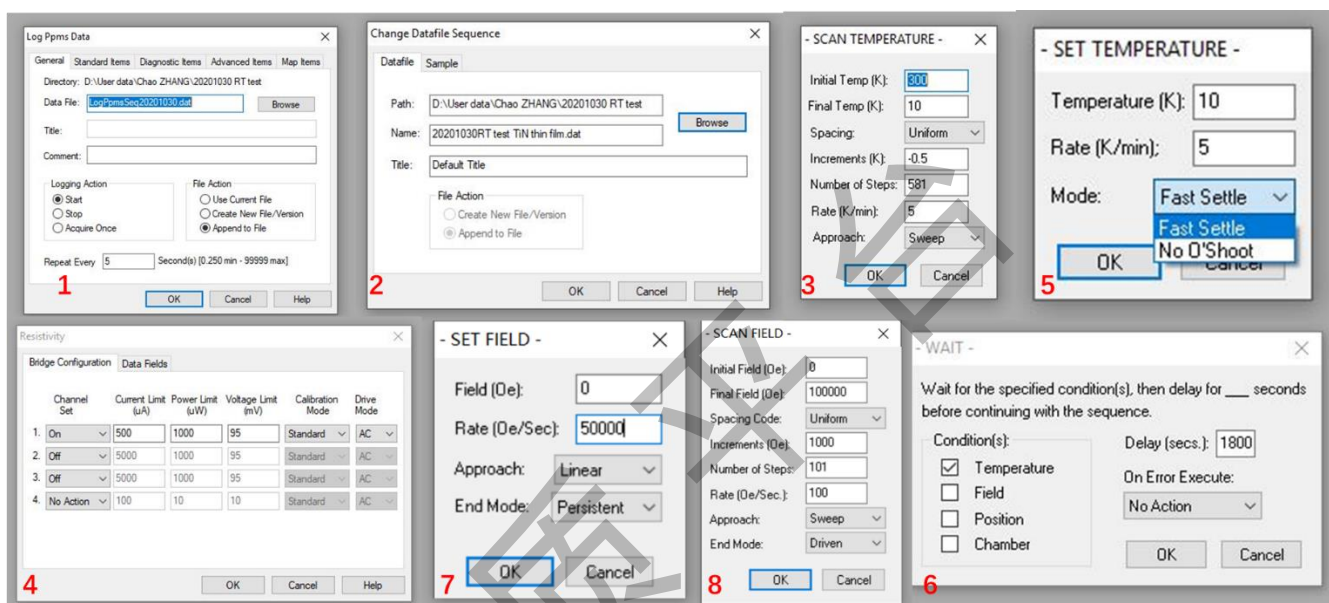 Log Ppms Data
General Standard Items Diagnostic Items Advanced Items Map Items
Directory: D:\User data\Chao ZHANG\20201030 RT test
Data File: LogPpmsSeq20201030.dat Browse
Title:
Comment:
Logging Action File Action
Start Use Current File
Stop Create New File/Version
Acquire Once Append to File
Repeat Every 5 Second(s) [0.250 min - 99999 max]
1
OK Cancel Help
Change Datafile Sequence
Datafile Sample
Path: D:\User data\Chao ZHANG\20201030 RT test
Browse
Name: 20201030RT test TiN thin film.dat
Title: Default Title
File Action
Create New File/Version
Append to File
2
OK Cancel Help
- SCAN TEMPERATURE -
Initial Temp (K): 300
Final Temp (K): 10
Spacing: Uniform
Increments (K): -0.5
Number of Steps: 581
Rate (K/min): 5
Approach: Sweep
3 OK Cancel
- SET TEMPERATURE -
Temperature (K): 10
Rate (K/min): 5
Mode: Fast Settle
Fast Settle
No O'Shoot
5 OK Cancel
Resistivity
Bridge Configuration Data Fields
Channel Set Current Limit (uA) Power Limit (uW) Voltage Limit (mV) Calibration Mode Drive Mode
1. On 500 1000 95 Standard AC
2. Off 5000 1000 95 Standard AC
3. Off 5000 1000 95 Standard AC
4. No Action 100 10 10 Standard AC
4 OK Cancel Help
- SET FIELD -
Field (Oe): 0
Rate (Oe/Sec): 50000
Approach: Linear
End Mode: Persistent
7 OK Cancel
- SCAN FIELD -
Initial Field (Oe): 0
Final Field (Oe): 100000
Spacing Code: Uniform
Increments (Oe): 1000
Number of Steps: 101
Rate (Oe/Sec.): 100
Approach: Sweep
End Mode: Driven
8 OK Cancel
- WAIT -
Wait for the specified condition(s), then delay for ___ seconds
before continuing with the sequence.
Condition(s): Delay (secs.): 1800
Temperature
Field On Error Execute:
Position No Action
Chamber
6 OK Cancel
质平台